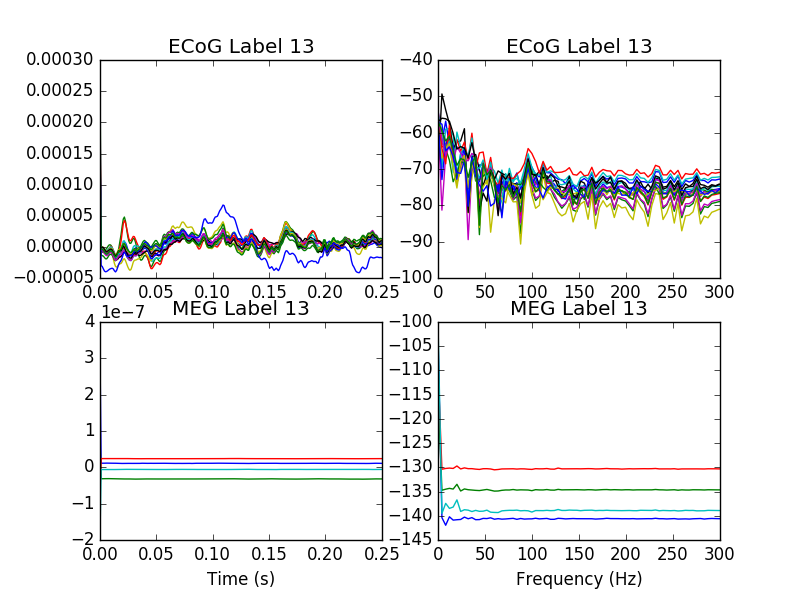 ECoG Label 13
0.00030
0.00025
0.00020
0.00015
0.00010
0.00005
0.00000
−0.00005
0.00 0.05 0.10 0.15 0.20 0.25
ECoG Label 13
−40
−50
−60
−70
−80
−90
−100
0 50 100 150 200 250 300
MEG Label 13
1e−7
4
3
2
1
0
−1
−2
0.00 0.05 0.10 0.15 0.20 0.25
Time (s)
MEG Label 13
−100
−105
−110
−115
−120
−125
−130
−135
−140
−145
0 50 100 150 200 250 300
Frequency (Hz)